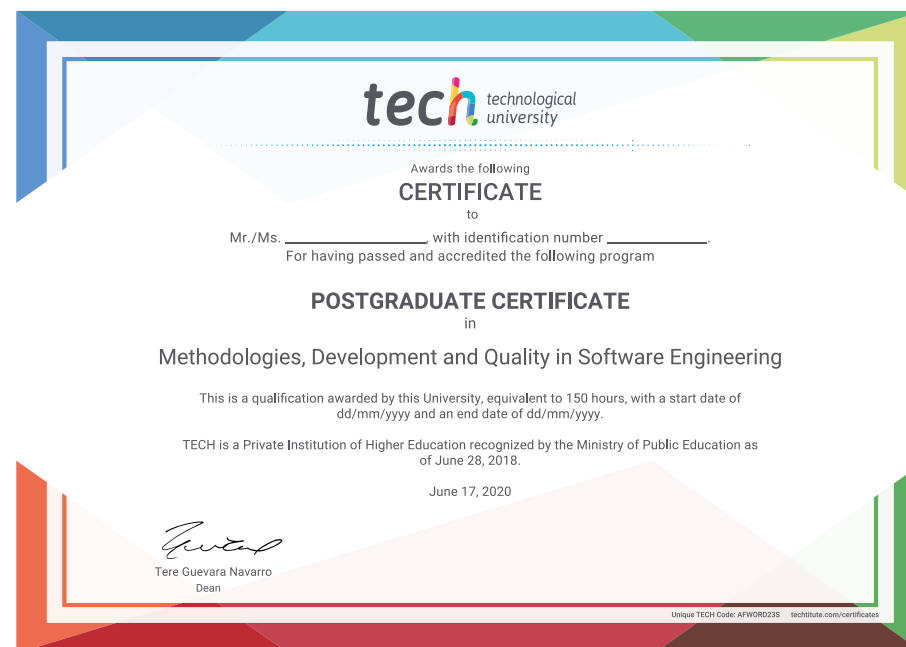 tech technological
university
Awards the following
CERTIFICATE
to
Mr./Ms. ____________________, with identification number ______________.
For having passed and accredited the following program
POSTGRADUATE CERTIFICATE
in
Methodologies, Development and Quality in Software Engineering
This is a qualification awarded by this University, equivalent to 150 hours, with a start date of
dd/mm/yyyy and an end date of dd/mm/yyyy.
TECH is a Private Institution of Higher Education recognized by the Ministry of Public Education as
of June 28, 2018.
June 17, 2020
Tere Guevara Navarro
Dean
Unique TECH Code: AFWORD23S techtitute.com/certificates